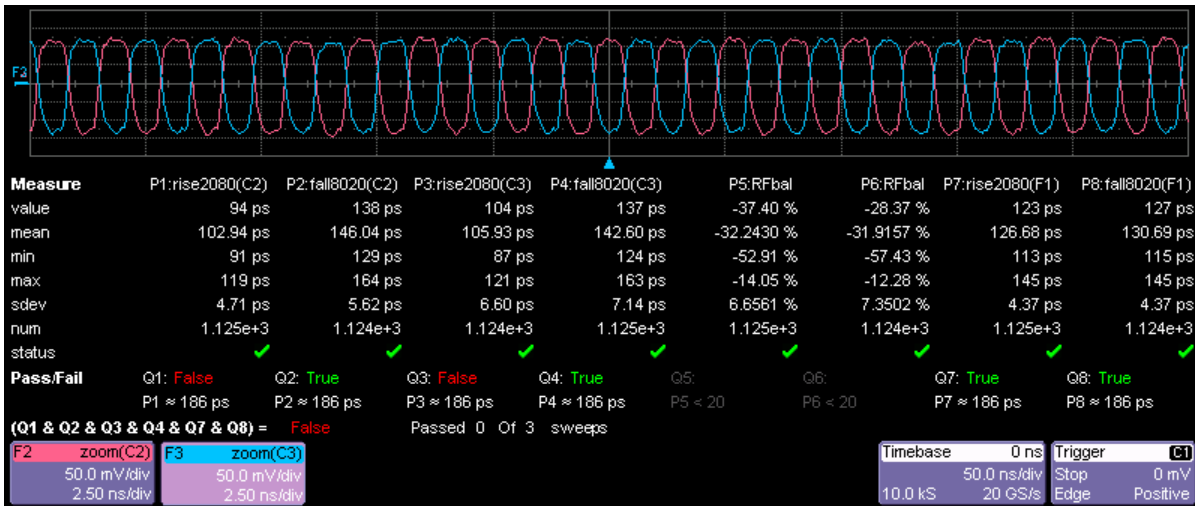 F3
Measure P1:rise2080(C2) P2:fall8020(C2) P3:rise2080(C3) P4:fall8020(C3) P5:RFbal P6:RFbal P7:rise2080(F1) P8:fall8020(F1)
value 94 ps 138 ps 104 ps 137 ps -37.40 % -28.37 % 123 ps 127 ps
mean 102.94 ps 146.04 ps 105.93 ps 142.60 ps -32.2430 % -31.9157 % 126.68 ps 130.69 ps
min 91 ps 129 ps 87 ps 124 ps -52.91 % -57.43 % 113 ps 115 ps
max 119 ps 164 ps 121 ps 163 ps -14.05 % -12.28 % 145 ps 145 ps
sdev 4.71 ps 5.62 ps 6.60 ps 7.14 ps 6.6561 % 7.3502 % 4.37 ps 4.37 ps
num 1.125e+3 1.124e+3 1.125e+3 1.124e+3 1.125e+3 1.124e+3 1.125e+3 1.124e+3
status
Pass/Fail Q1: False Q2: True Q3: False Q4: True Q5: Q6: Q7: True Q8: True
P1 ≈ 186 ps P2 ≈ 186 ps P3 ≈ 186 ps P4 ≈ 186 ps P5 < 20 P6 < 20 P7 ≈ 186 ps P8 ≈ 186 ps
(Q1 & Q2 & Q3 & Q4 & Q7 & Q8) = False Passed 0 Of 3 sweeps
F2 zoom(C2) F3 zoom(C3) Timebase 0 ns Trigger C1
50.0 mV/div 50.0 mV/div 50.0 ns/div Stop 0 mV
2.50 ns/div 2.50 ns/div 10.0 kS 20 GS/s Edge Positive